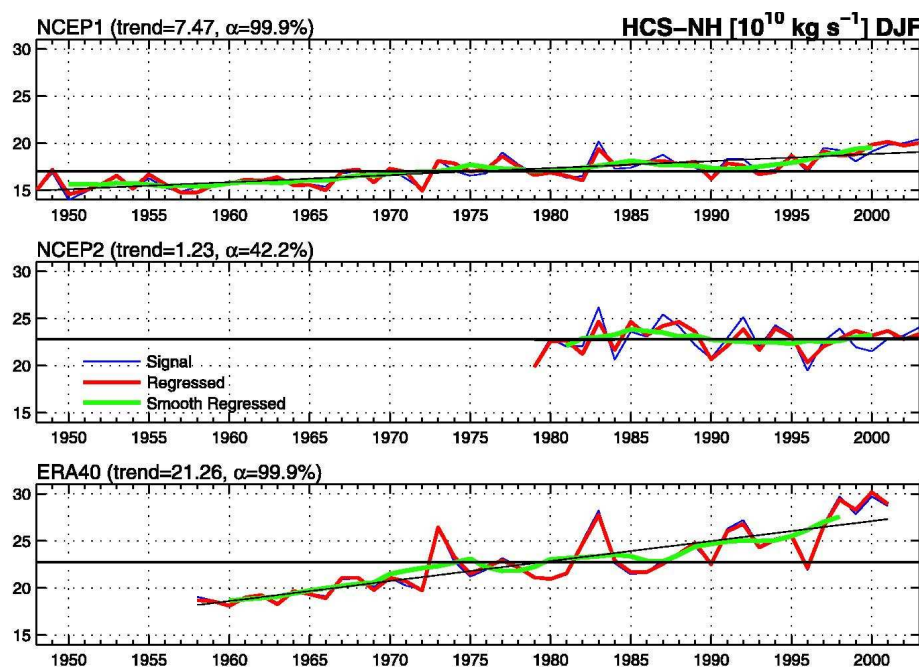 NCEP1 (trend=7.47, α=99.9%) HCS−NH [10¹⁰ kg s⁻¹] DJF
30
25
20
15
1950 1955 1960 1965 1970 1975 1980 1985 1990 1995 2000
NCEP2 (trend=1.23, α=42.2%)
30
25
20
15
Signal
Regressed
Smooth Regressed
1950 1955 1960 1965 1970 1975 1980 1985 1990 1995 2000
ERA40 (trend=21.26, α=99.9%)
30
25
20
15
1950 1955 1960 1965 1970 1975 1980 1985 1990 1995 2000